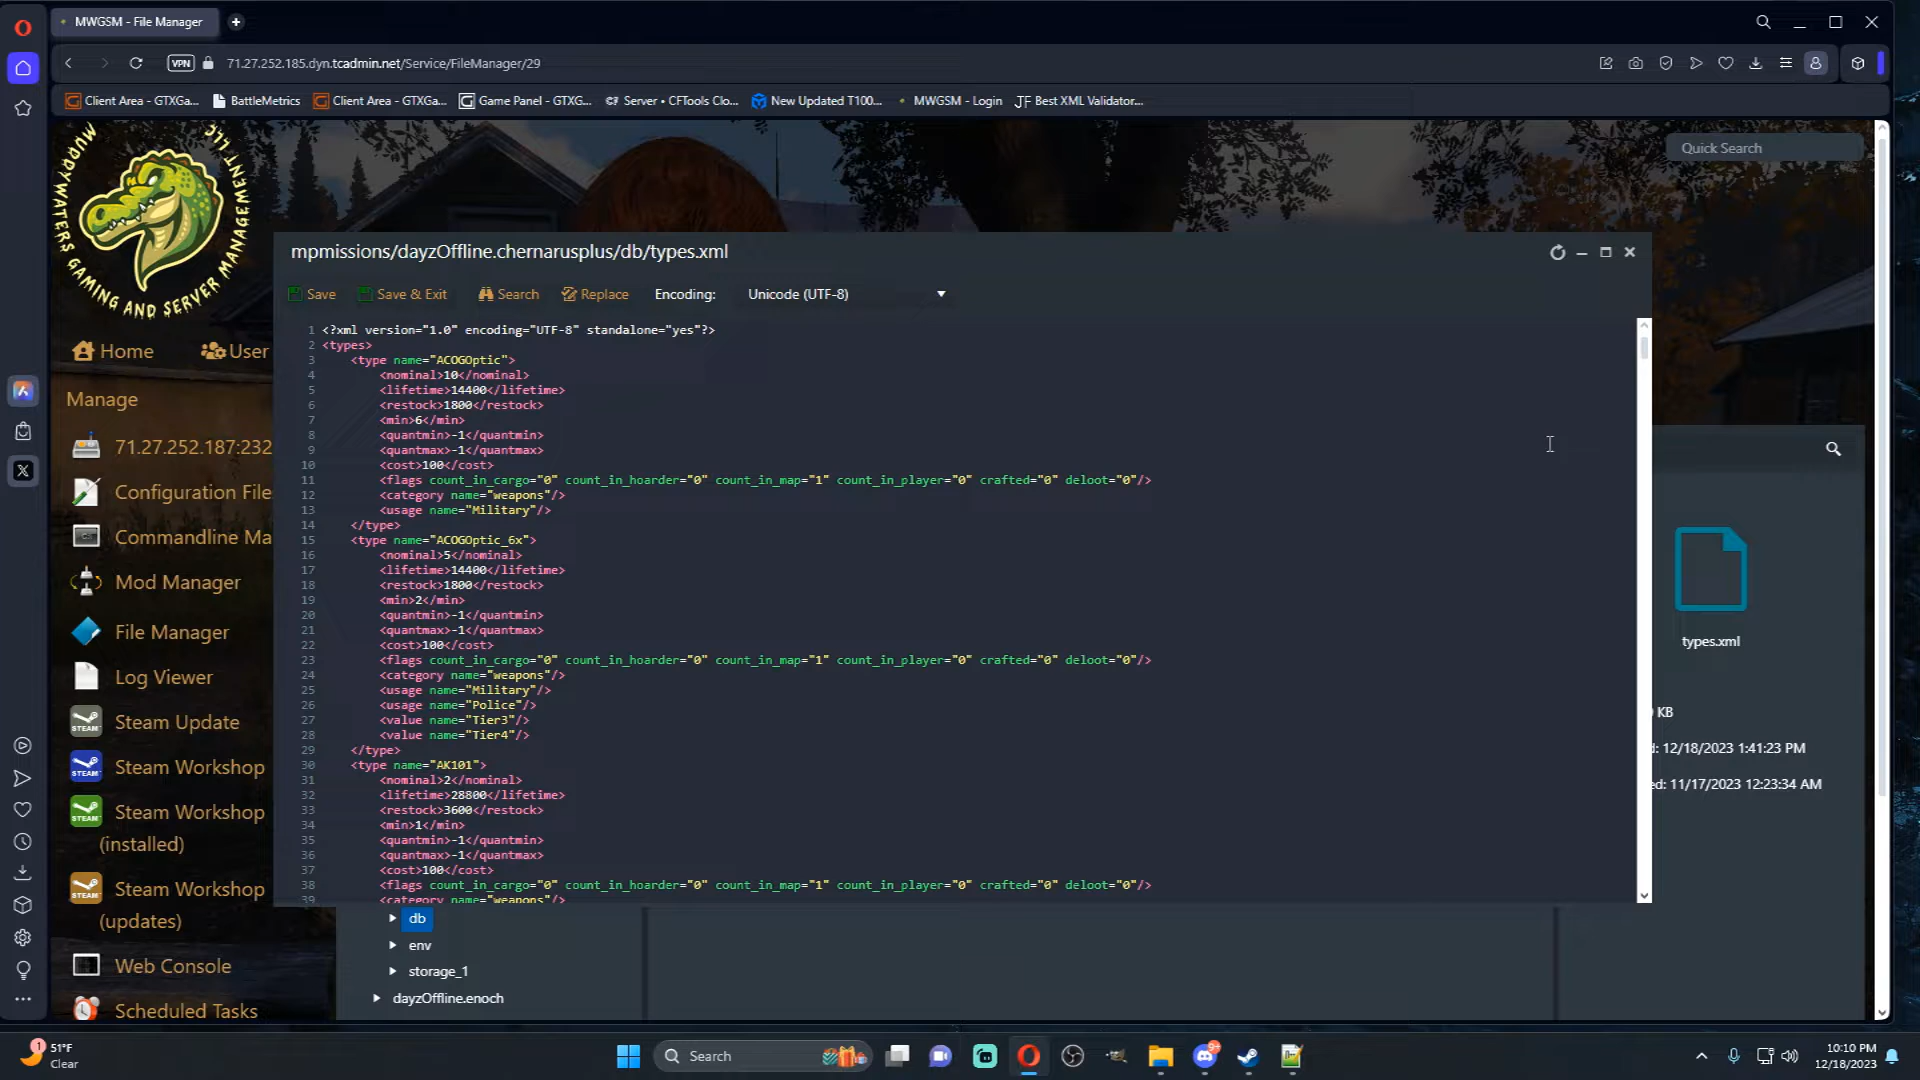 MWGSM - File Manager
VPN
71.27.252.185.dyn.tcadmin.net/Service/FileManager/29
Client Area - GTXGa...
BattleMetrics
Client Area - GTXGa...
Game Panel - GTXG...
Server • CFTools Clo...
New Updated T100...
MWGSM - Login
Best XML Validator...
MUDDYWATERS GAMING AND SERVER MANAGEMENT LLC
Quick Search
Home
User
Manage
71.27.252.187:232
Configuration File
Commandline Ma
Mod Manager
File Manager
Log Viewer
Steam Update
Steam Workshop
Steam Workshop
(installed)
Steam Workshop
(updates)
Web Console
Scheduled Tasks
mpmissions/dayzOffline.chernarusplus/db/types.xml
Save
Save & Exit
Search
Replace
Encoding:
Unicode (UTF-8)
1 <?xml version="1.0" encoding="UTF-8" standalone="yes"?>
2 <types>
3 <type name="ACOGOptic">
4 <nominal>10</nominal>
5 <lifetime>14400</lifetime>
6 <restock>1800</restock>
7 <min>6</min>
8 <quantmin>-1</quantmin>
9 <quantmax>-1</quantmax>
10 <cost>100</cost>
11 <flags count_in_cargo="0" count_in_hoarder="0" count_in_map="1" count_in_player="0" crafted="0" deloot="0"/>
12 <category name="weapons"/>
13 <usage name="Military"/>
14 </type>
15 <type name="ACOGOptic_6x">
16 <nominal>5</nominal>
17 <lifetime>14400</lifetime>
18 <restock>1800</restock>
19 <min>2</min>
20 <quantmin>-1</quantmin>
21 <quantmax>-1</quantmax>
22 <cost>100</cost>
23 <flags count_in_cargo="0" count_in_hoarder="0" count_in_map="1" count_in_player="0" crafted="0" deloot="0"/>
24 <category name="weapons"/>
25 <usage name="Military"/>
26 <usage name="Police"/>
27 <value name="Tier3"/>
28 <value name="Tier4"/>
29 </type>
30 <type name="AK101">
31 <nominal>2</nominal>
32 <lifetime>28800</lifetime>
33 <restock>3600</restock>
34 <min>1</min>
35 <quantmin>-1</quantmin>
36 <quantmax>-1</quantmax>
37 <cost>100</cost>
38 <flags count_in_cargo="0" count_in_hoarder="0" count_in_map="1" count_in_player="0" crafted="0" deloot="0"/>
39 <category name="weapons"/>
db
env
storage_1
dayzOffline.enoch
types.xml
KB
d: 12/18/2023 1:41:23 PM
ed: 11/17/2023 12:23:34 AM
1
51°F
Clear
Search
9+
10:10 PM
12/18/2023